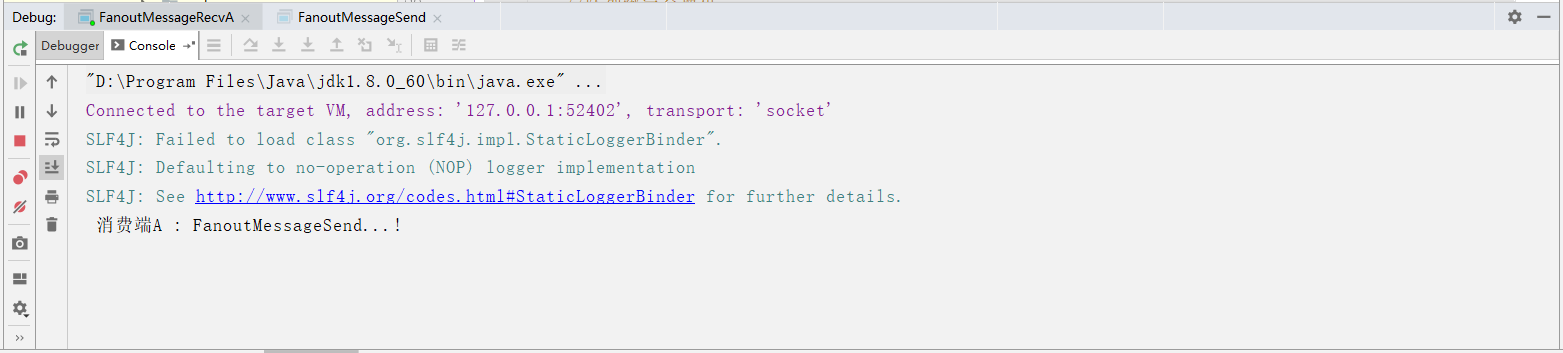 Debug: FanoutMessageRecvA FanoutMessageSend
Debugger Console
"D:\Program Files\Java\jdk1.8.0_60\bin\java.exe" ...
Connected to the target VM, address: '127.0.0.1:52402', transport: 'socket'
SLF4J: Failed to load class "org.slf4j.impl.StaticLoggerBinder".
SLF4J: Defaulting to no-operation (NOP) logger implementation
SLF4J: See http://www.slf4j.org/codes.html#StaticLoggerBinder for further details.
消费端A : FanoutMessageSend...!